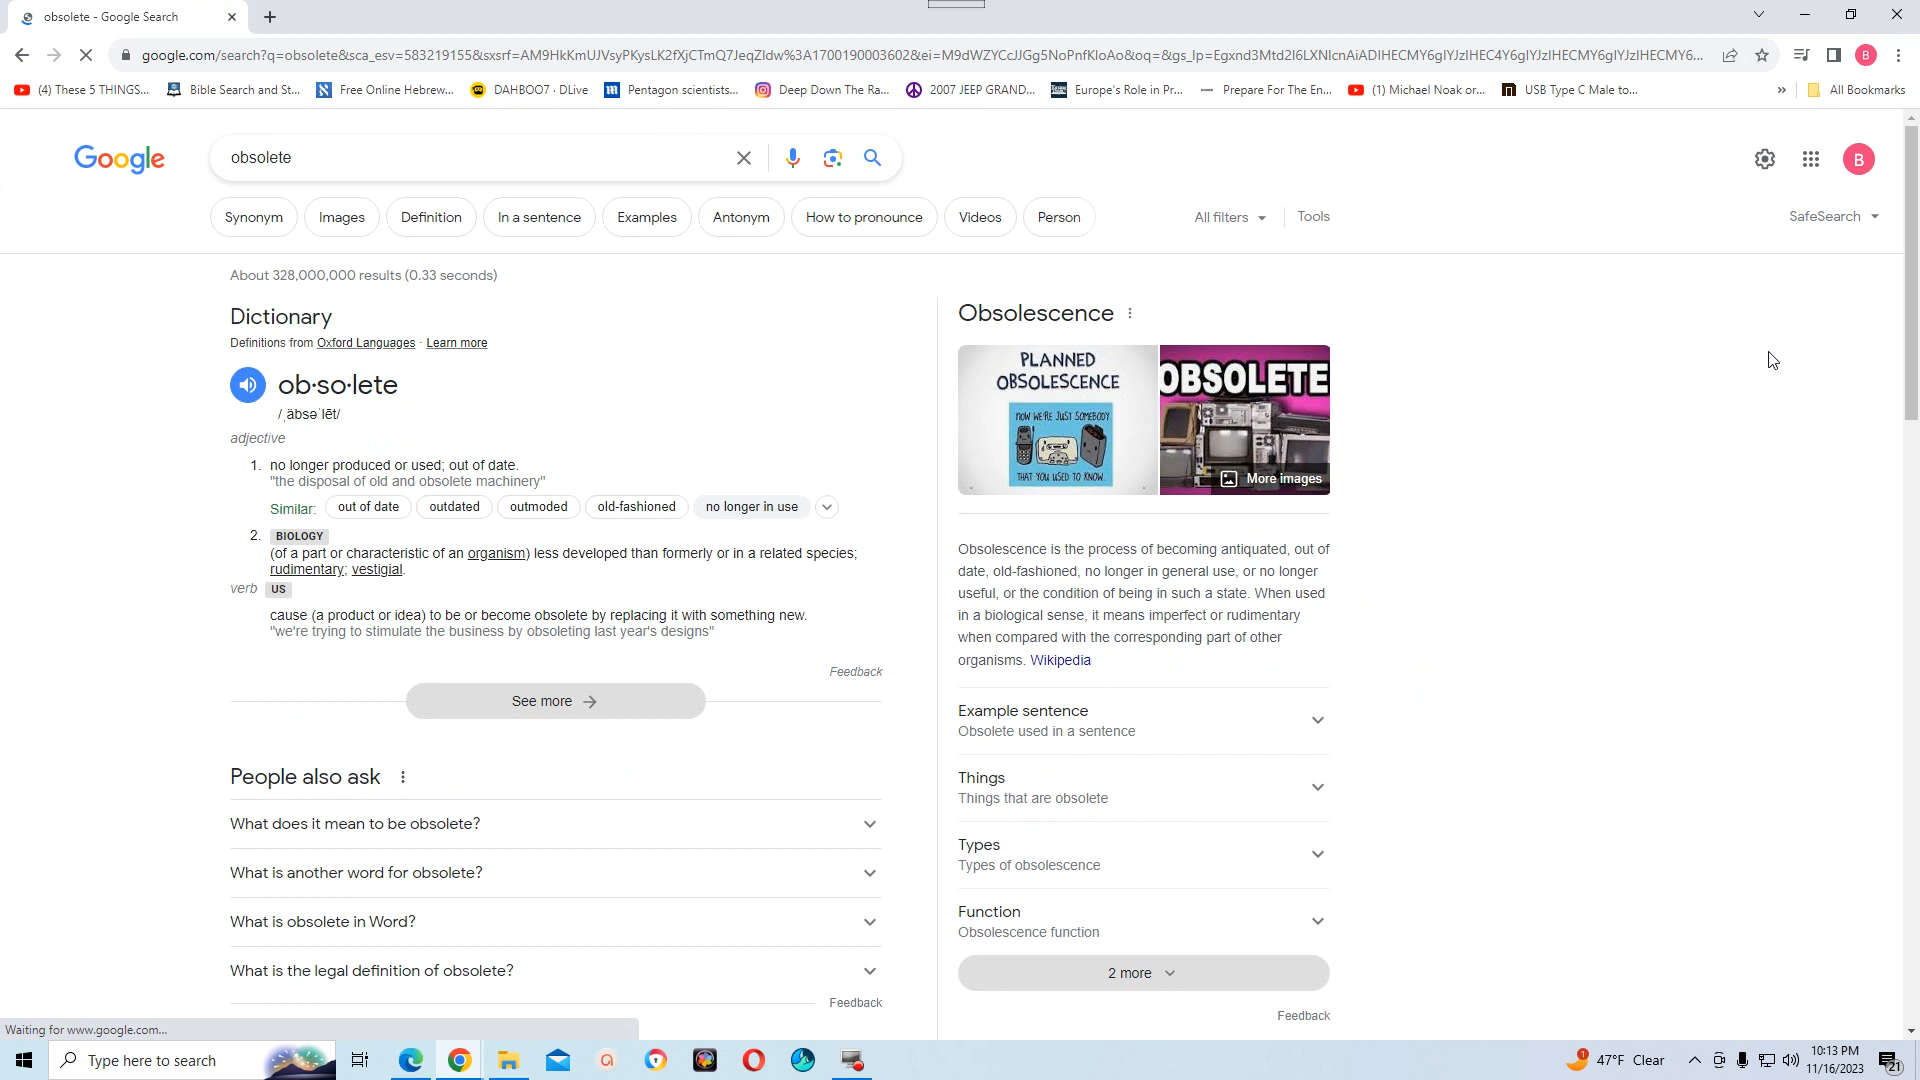 obsolete - Google Search
google.com/search?q=obsolete&sca_esv=583219155&sxsrf=AM9HkKmUJVsyPKysLK2fXjCTmQ7JeqZIdw%3A1700190003602&ei=M9dWZYCcJJGg5NoPnfKloAo&oq=&gs_lp=Egxnd3Mtd2l6LXNlcnAiADIHECMY6gIYJzIHEC4Y6gIYJzIHECMY6gIYJzIHECMY6...
B
(4) These 5 THINGS...
Bible Search and St...
Free Online Hebrew...
DAHBOO7 · DLive
Pentagon scientists...
Deep Down The Ra...
2007 JEEP GRAND...
Europe's Role in Pr...
Prepare For The En...
(1) Michael Noak or...
USB Type C Male to...
»
All Bookmarks
Google
obsolete
B
Synonym
Images
Definition
In a sentence
Examples
Antonym
How to pronounce
Videos
Person
All filters
Tools
SafeSearch
About 328,000,000 results (0.33 seconds)
Dictionary
Definitions from Oxford Languages · Learn more
ob·so·lete
/ˌäbsəˈlēt/
adjective
1. no longer produced or used; out of date.
"the disposal of old and obsolete machinery"
Similar: out of date outdated outmoded old-fashioned no longer in use
2. BIOLOGY
(of a part or characteristic of an organism) less developed than formerly or in a related species;
rudimentary; vestigial.
verb US
cause (a product or idea) to be or become obsolete by replacing it with something new.
"we're trying to stimulate the business by obsoleting last year's designs"
Feedback
See more
People also ask
What does it mean to be obsolete?
What is another word for obsolete?
What is obsolete in Word?
What is the legal definition of obsolete?
Feedback
Obsolescence
PLANNED
OBSOLESCENCE
NOW WE'RE JUST SOMEBODY
THAT YOU USED TO KNOW.
OBSOLETE
More images
Obsolescence is the process of becoming antiquated, out of
date, old-fashioned, no longer in general use, or no longer
useful, or the condition of being in such a state. When used
in a biological sense, it means imperfect or rudimentary
when compared with the corresponding part of other
organisms. Wikipedia
Example sentence
Obsolete used in a sentence
Things
Things that are obsolete
Types
Types of obsolescence
Function
Obsolescence function
2 more
Feedback
Waiting for www.google.com...
Type here to search
1
47°F Clear
10:13 PM
11/16/2023
21